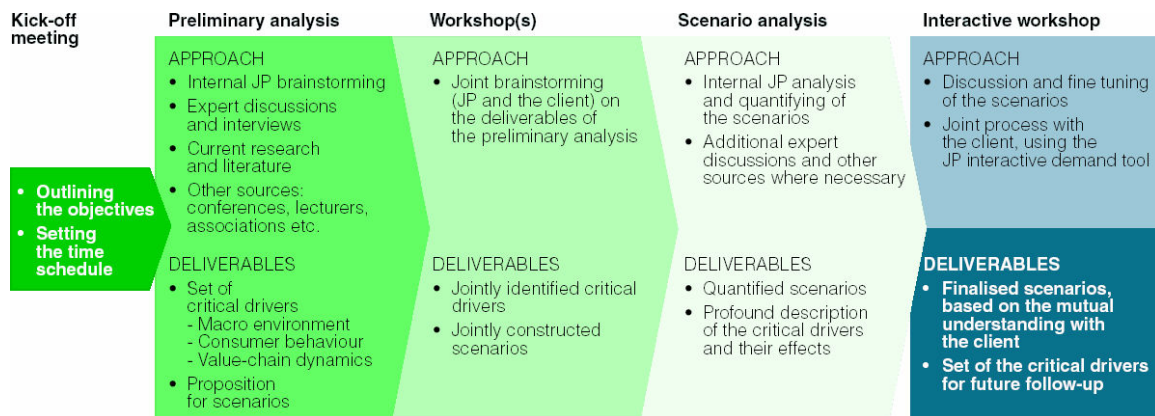 Kick-off
meeting
• Outlining
the objectives
• Setting
the time
schedule
Preliminary analysis
APPROACH
• Internal JP brainstorming
• Expert discussions
and interviews
• Current research
and literature
• Other sources:
conferences, lecturers,
associations etc.
DELIVERABLES
• Set of
critical drivers
- Macro environment
- Consumer behaviour
- Value-chain dynamics
• Proposition
for scenarios
Workshop(s)
APPROACH
• Joint brainstorming
(JP and the client) on
the deliverables of
the preliminary analysis
DELIVERABLES
• Jointly identified critical
drivers
• Jointly constructed
scenarios
Scenario analysis
APPROACH
• Internal JP analysis
and quantifying of
the scenarios
• Additional expert
discussions and other
sources where necessary
DELIVERABLES
• Quantified scenarios
• Profound description
of the critical drivers
and their effects
Interactive workshop
APPROACH
• Discussion and fine tuning
of the scenarios
• Joint process with
the client, using the
JP interactive demand tool
DELIVERABLES
• Finalised scenarios,
based on the mutual
understanding with
the client
• Set of the critical drivers
for future follow-up